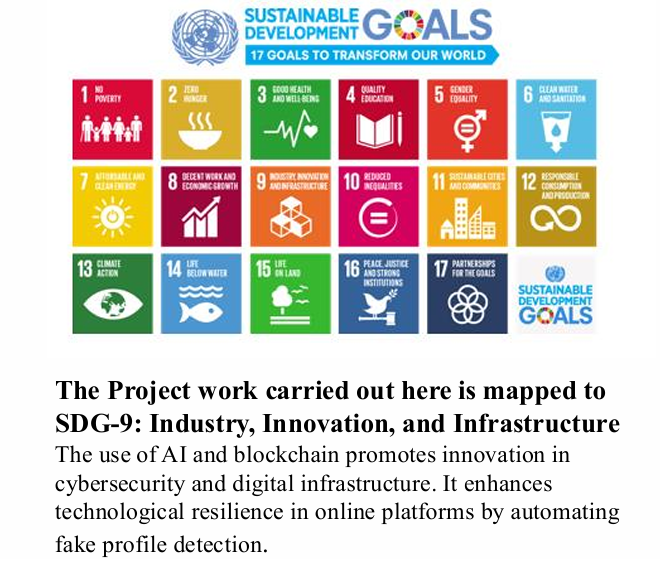 SUSTAINABLE
DEVELOPMENT
GOALS
17 GOALS TO TRANSFORM OUR WORLD
1 NO
POVERTY
2 ZERO
HUNGER
3 GOOD HEALTH
AND WELL-BEING
4 QUALITY
EDUCATION
5 GENDER
EQUALITY
6 CLEAN WATER
AND SANITATION
7 AFFORDABLE AND
CLEAN ENERGY
8 DECENT WORK AND
ECONOMIC GROWTH
9 INDUSTRY, INNOVATION
AND INFRASTRUCTURE
10 REDUCED
INEQUALITIES
11 SUSTAINABLE CITIES
AND COMMUNITIES
12 RESPONSIBLE
CONSUMPTION
AND PRODUCTION
13 CLIMATE
ACTION
14 LIFE
BELOW WATER
15 LIFE
ON LAND
16 PEACE, JUSTICE
AND STRONG
INSTITUTIONS
17 PARTNERSHIPS
FOR THE GOALS
SUSTAINABLE
DEVELOPMENT
GOALS
The Project work carried out here is mapped to
SDG-9: Industry, Innovation, and Infrastructure
The use of AI and blockchain promotes innovation in
cybersecurity and digital infrastructure. It enhances
technological resilience in online platforms by automating
fake profile detection.